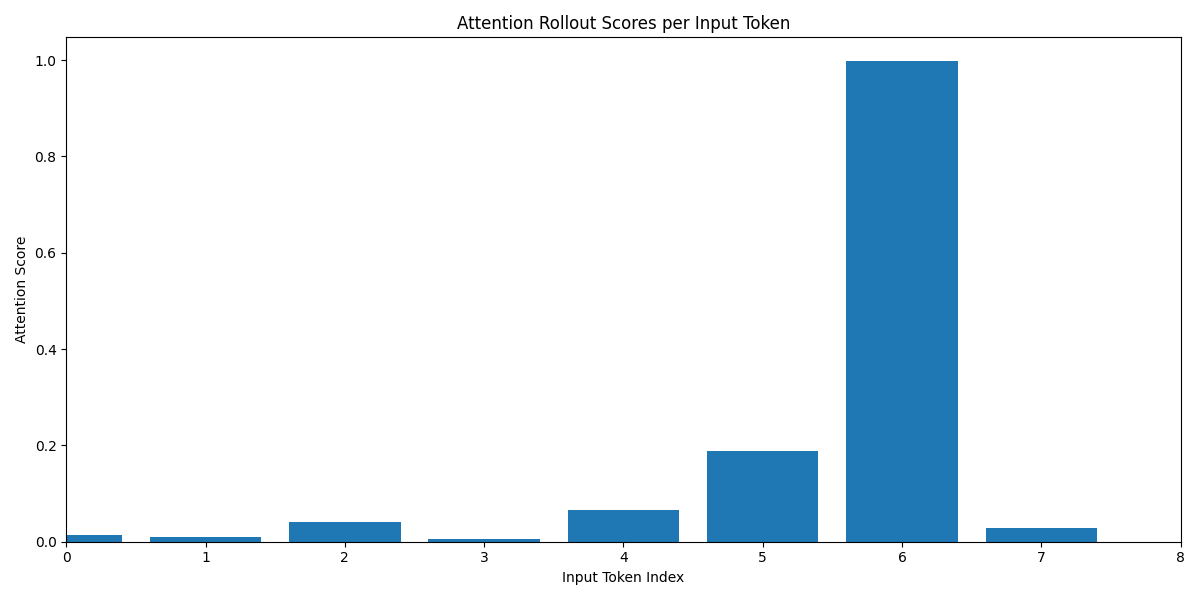 Attention Rollout Scores per Input Token
Attention Score
1.0
0.8
0.6
0.4
0.2
0.0
0 1 2 3 4 5 6 7 8
Input Token Index